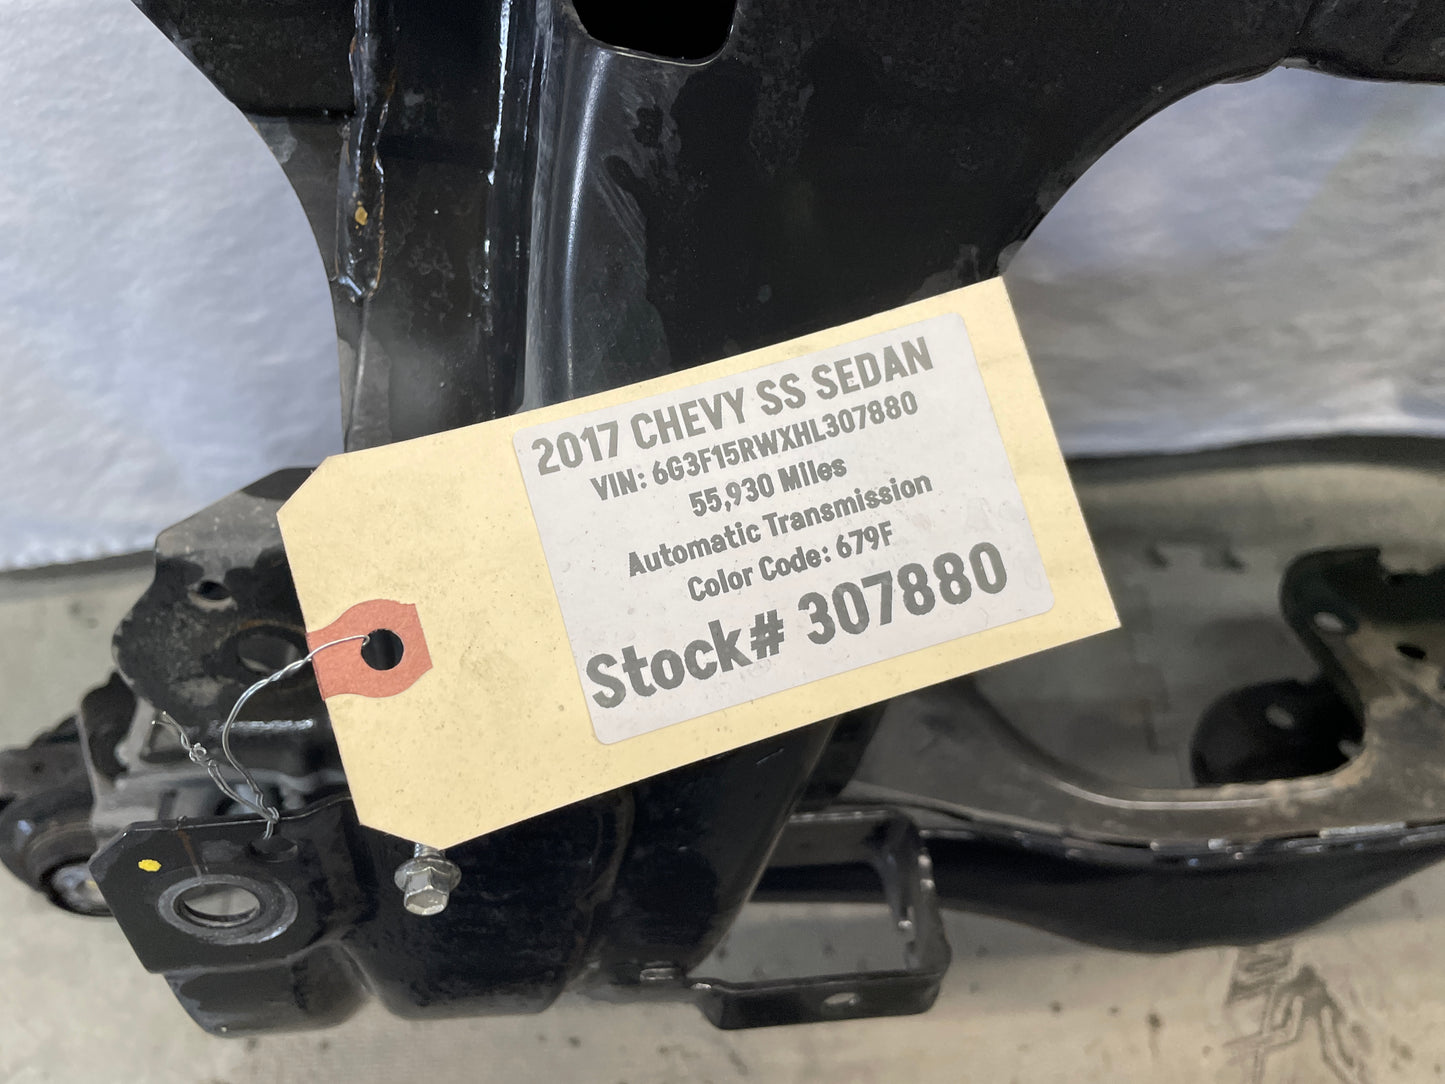 2017 CHEVY SS SEDAN
VIN: 6G3F15RWXHL307880
55,930 Miles
Automatic Transmission
Color Code: 679F
Stock# 307880